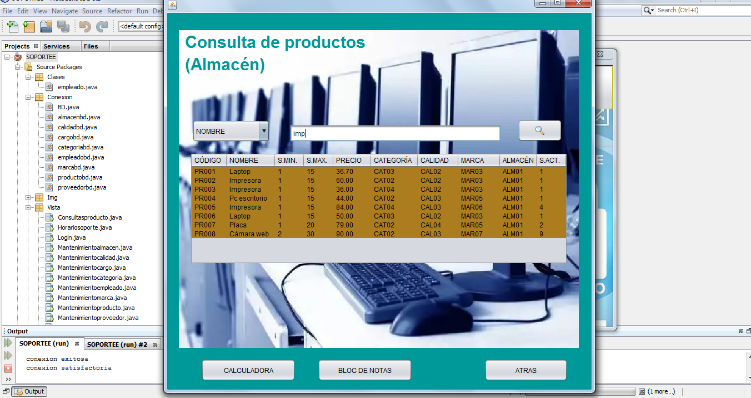 File Edit View Navigate Source Refactor Run
Search (Ctrl+I)
<default config>
Projects Services Files
SOPORTEE
Source Packages
Clases
empleado.java
Conexion
BD.java
almacenbd.java
calidadbd.java
cargobd.java
categoriabd.java
empleadobd.java
marcabd.java
productobd.java
proveedorbd.java
Img
Vista
Consultasproducto.java
Horariosoporte.java
Login.java
Mantenimientoalmacen.java
Mantenimientocalidad.java
Mantenimientocargo.java
Mantenimientocategoria.java
Mantenimientoempleado.java
Mantenimientomarca.java
Mantenimientoproducto.java
Mantenimientoproveedor.java
Output
SOPORTEE (run) SOPORTEE (run) #2
conexion exitosa
conexion satisfactoria
Output
Consulta de productos
(Almacén)
NOMBRE imp
CÓDIGO NOMBRE S.MIN. S.MAX. PRECIO CATEGORÍA CALIDAD MARCA ALMACÉN S.ACT.
PR001 Laptop 1 15 36.70 CAT03 CAL02 MAR03 ALM01 1
PR002 Impresora 1 15 60.00 CAT02 CAL02 MAR03 ALM01 1
PR003 Impresora 1 15 36.00 CAT04 CAL02 MAR03 ALM01 1
PR004 Pc escritorio 1 15 44.00 CAT02 CAL03 MAR03 ALM01 1
PR005 Impresora 1 15 84.00 CAT04 CAL03 MAR06 ALM01 4
PR006 Laptop 1 15 50.00 CAT03 CAL02 MAR03 ALM01 1
PR007 Placa 1 20 79.00 CAT02 CAL04 MAR05 ALM01 2
PR008 Cámara web 2 30 90.00 CAT02 CAL03 MAR07 ALM01 9
CALCULADORA BLOC DE NOTAS ATRAS
(1 more...)